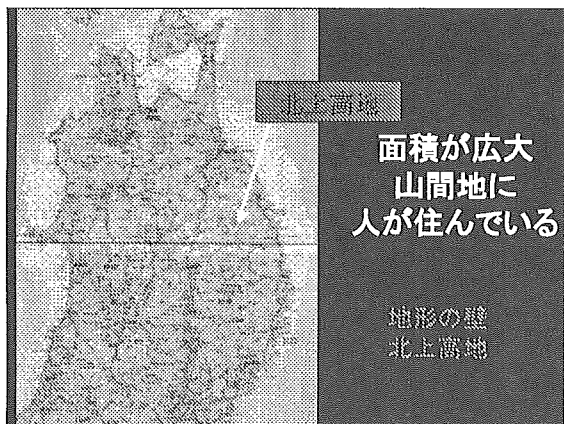 北上高地
面積が広大
山間地に
人が住んでいる
地形の壁
北上高地